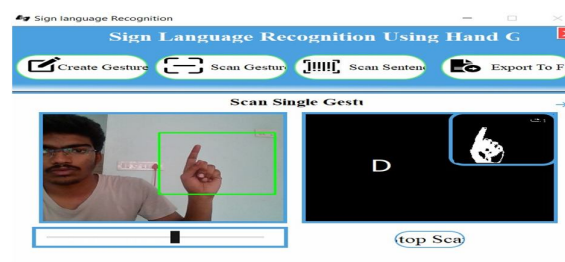 Sign language Recognition
Sign Language Recognition Using Hand G
Create Gesture Scan Gestur Scan Senten Export To F
Scan Single Gestu
D
top Sca